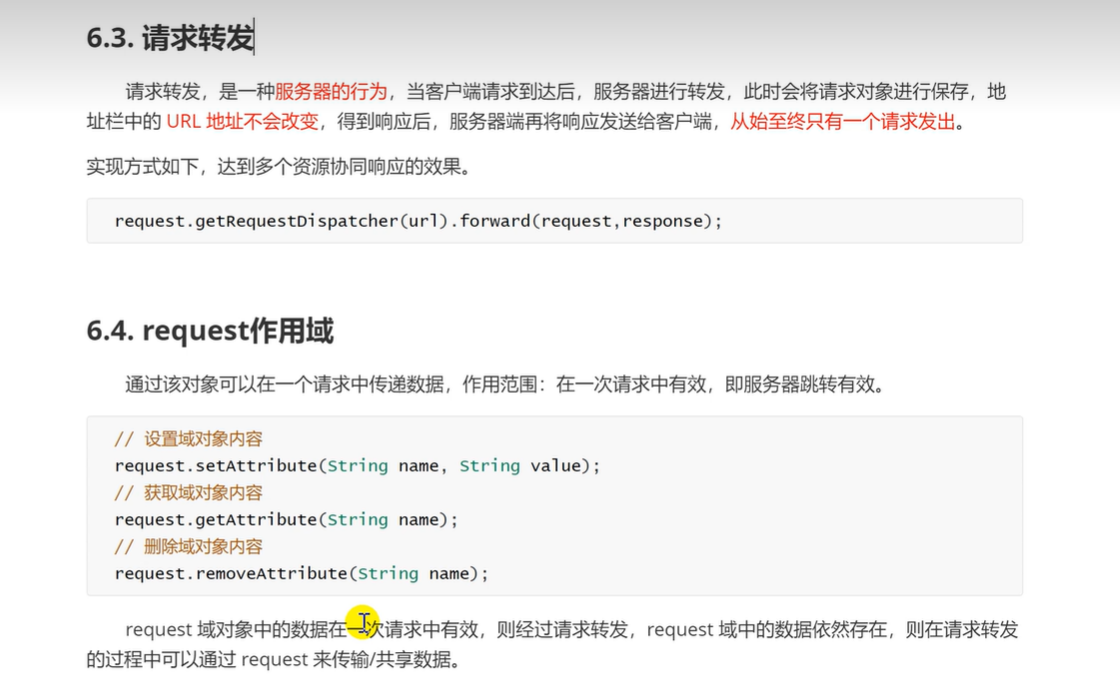 6.3. 请求转发
请求转发，是一种服务器的行为，当客户端请求到达后，服务器进行转发，此时会将请求对象进行保存，地
址栏中的 URL 地址不会改变，得到响应后，服务器端再将响应发送给客户端，从始至终只有一个请求发出。
实现方式如下，达到多个资源协同响应的效果。
request.getRequestDispatcher(url).forward(request,response);
6.4. request作用域
通过该对象可以在一个请求中传递数据，作用范围：在一次请求中有效，即服务器跳转有效。
// 设置域对象内容
request.setAttribute(String name, String value);
// 获取域对象内容
request.getAttribute(String name);
// 删除域对象内容
request.removeAttribute(String name);
request 域对象中的数据在一次请求中有效，则经过请求转发，request 域中的数据依然存在，则在请求转发
的过程中可以通过 request 来传输/共享数据。